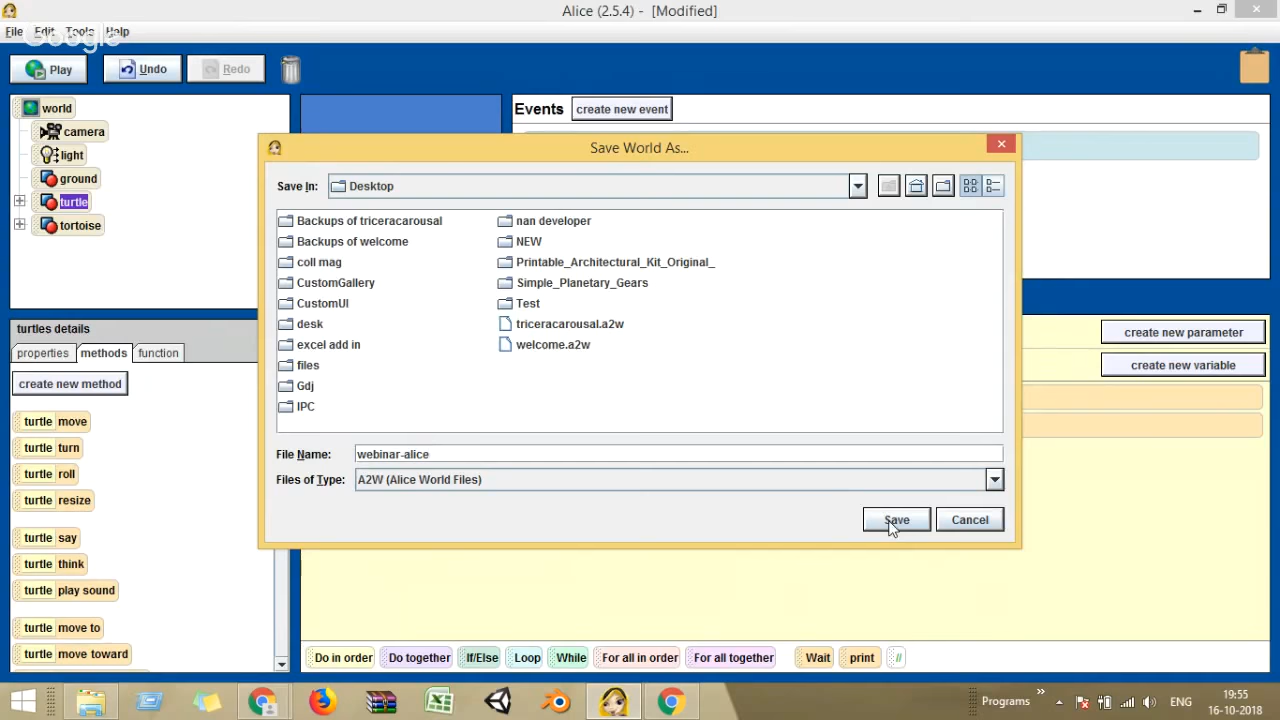 Alice (2.5.4) - [Modified]
File Edit Tools Help
Google
Play Undo Redo
world
camera
light
ground
turtle
tortoise
Events create new event
Save World As...
Save In: Desktop
Backups of triceracarousal
Backups of welcome
coll mag
CustomGallery
CustomUI
desk
excel add in
files
Gdj
IPC
nan developer
NEW
Printable_Architectural_Kit_Original_
Simple_Planetary_Gears
Test
triceracarousal.a2w
welcome.a2w
File Name: webinar-alice
Files of Type: A2W (Alice World Files)
Save Cancel
turtles details
properties methods function
create new method
turtle move
turtle turn
turtle roll
turtle resize
turtle say
turtle think
turtle play sound
turtle move to
turtle move toward
create new parameter
create new variable
Do in order Do together If/Else Loop While For all in order For all together Wait print //
Programs » ENG
19:55
16-10-2018